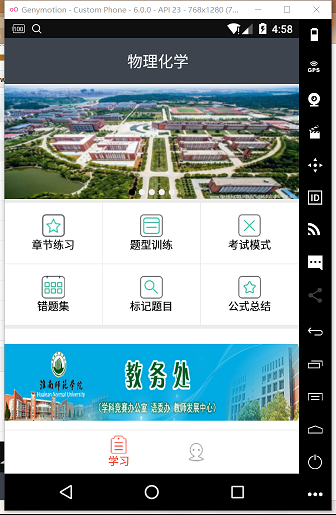 Genymotion - Custom Phone - 6.0.0 - API 23 - 768x1280 (7...
100
4:58
物理化学
章节练习
题型训练
考试模式
错题集
标记题目
公式总结
淮南师范学院
Huainan Normal University
教务处
(学科竞赛办公室 语委办 教师发展中心)
学习
GPS
ID